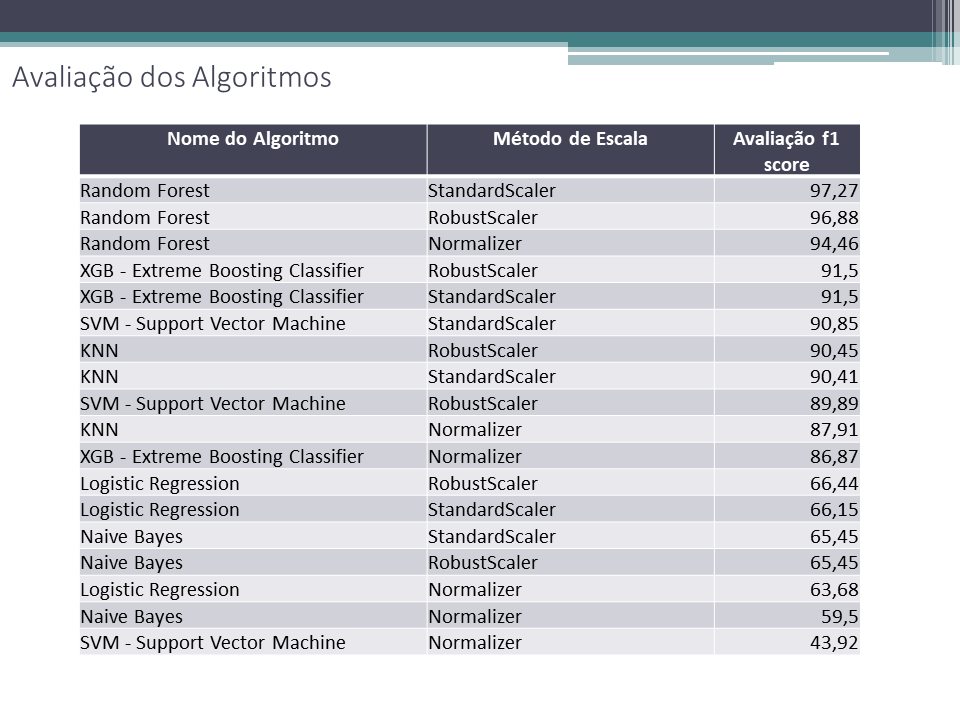 Avaliação dos Algoritmos
Nome do Algoritmo Método de Escala Avaliação f1 score
Random Forest StandardScaler 97,27
Random Forest RobustScaler 96,88
Random Forest Normalizer 94,46
XGB - Extreme Boosting Classifier RobustScaler 91,5
XGB - Extreme Boosting Classifier StandardScaler 91,5
SVM - Support Vector Machine StandardScaler 90,85
KNN RobustScaler 90,45
KNN StandardScaler 90,41
SVM - Support Vector Machine RobustScaler 89,89
KNN Normalizer 87,91
XGB - Extreme Boosting Classifier Normalizer 86,87
Logistic Regression RobustScaler 66,44
Logistic Regression StandardScaler 66,15
Naive Bayes StandardScaler 65,45
Naive Bayes RobustScaler 65,45
Logistic Regression Normalizer 63,68
Naive Bayes Normalizer 59,5
SVM - Support Vector Machine Normalizer 43,92